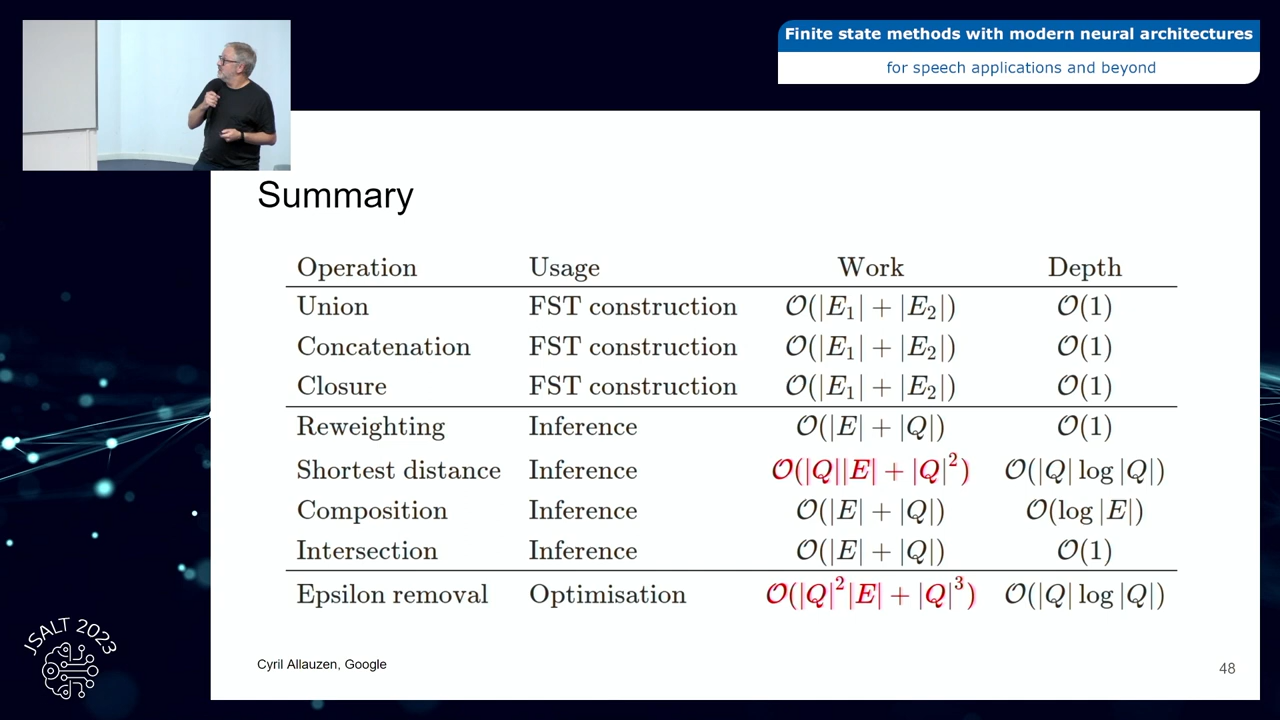 Finite state methods with modern neural architectures
for speech applications and beyond
Summary
Operation Usage Work Depth
Union FST construction 𝒪(|E₁| + |E₂|) 𝒪(1)
Concatenation FST construction 𝒪(|E₁| + |E₂|) 𝒪(1)
Closure FST construction 𝒪(|E₁| + |E₂|) 𝒪(1)
Reweighting Inference 𝒪(|E| + |Q|) 𝒪(1)
Shortest distance Inference 𝒪(|Q||E| + |Q|²) 𝒪(|Q| log |Q|)
Composition Inference 𝒪(|E| + |Q|) 𝒪(log |E|)
Intersection Inference 𝒪(|E| + |Q|) 𝒪(1)
Epsilon removal Optimisation 𝒪(|Q|²|E| + |Q|³) 𝒪(|Q| log |Q|)
JSALT 2023
Cyril Allauzen, Google
48